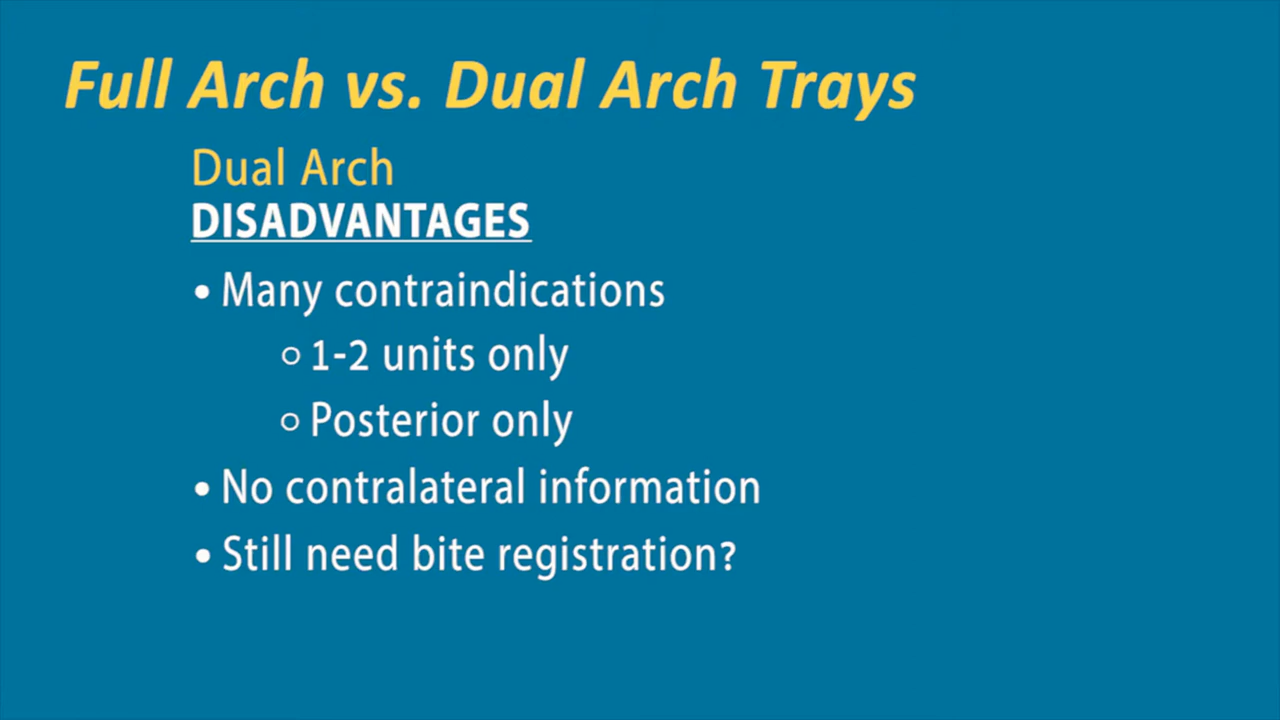 Full Arch vs. Dual Arch Trays
Dual Arch
DISADVANTAGES
• Many contraindications
○ 1-2 units only
○ Posterior only
• No contralateral information
• Still need bite registration?